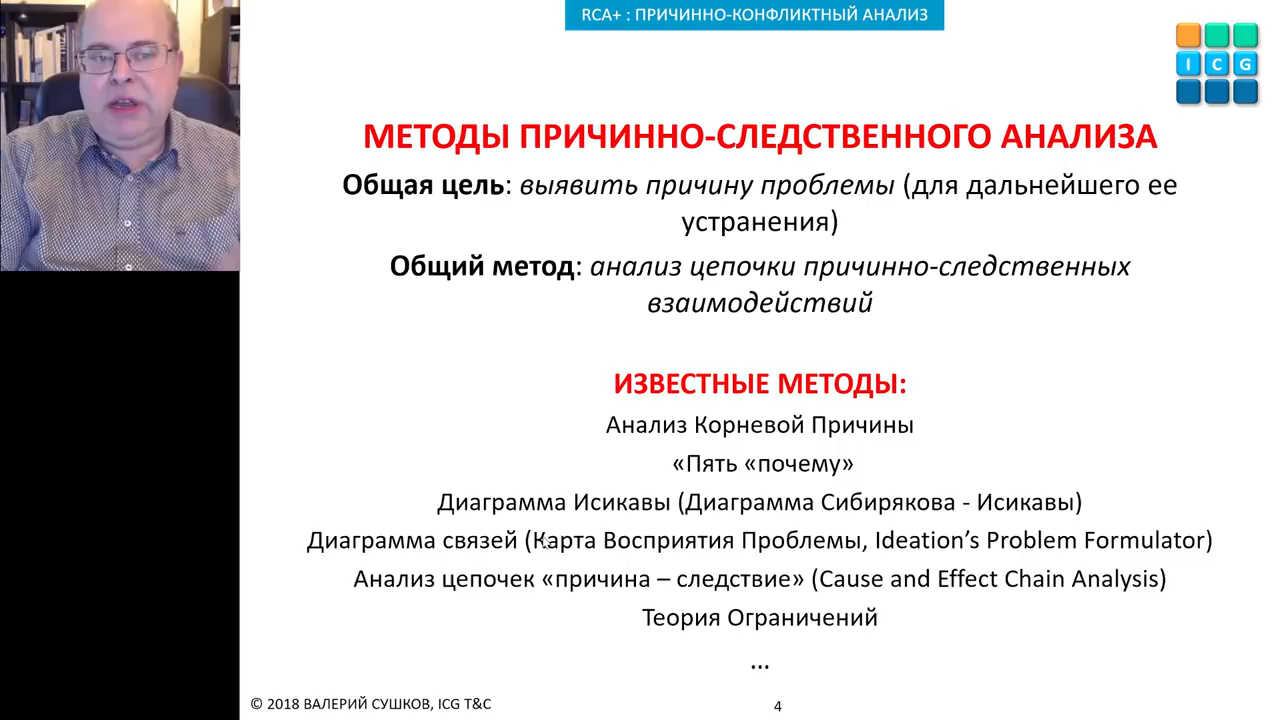 RCA+ : ПРИЧИННО-КОНФЛИКТНЫЙ АНАЛИЗ
I C G
МЕТОДЫ ПРИЧИННО-СЛЕДСТВЕННОГО АНАЛИЗА
Общая цель: выявить причину проблемы (для дальнейшего ее
устранения)
Общий метод: анализ цепочки причинно-следственных
взаимодействий
ИЗВЕСТНЫЕ МЕТОДЫ:
Анализ Корневой Причины
«Пять «почему»
Диаграмма Исикавы (Диаграмма Сибирякова - Исикавы)
Диаграмма связей (Карта Восприятия Проблемы, Ideation’s Problem Formulator)
Анализ цепочек «причина – следствие» (Cause and Effect Chain Analysis)
Теория Ограничений
...
© 2018 ВАЛЕРИЙ СУШКОВ, ICG T&C
4